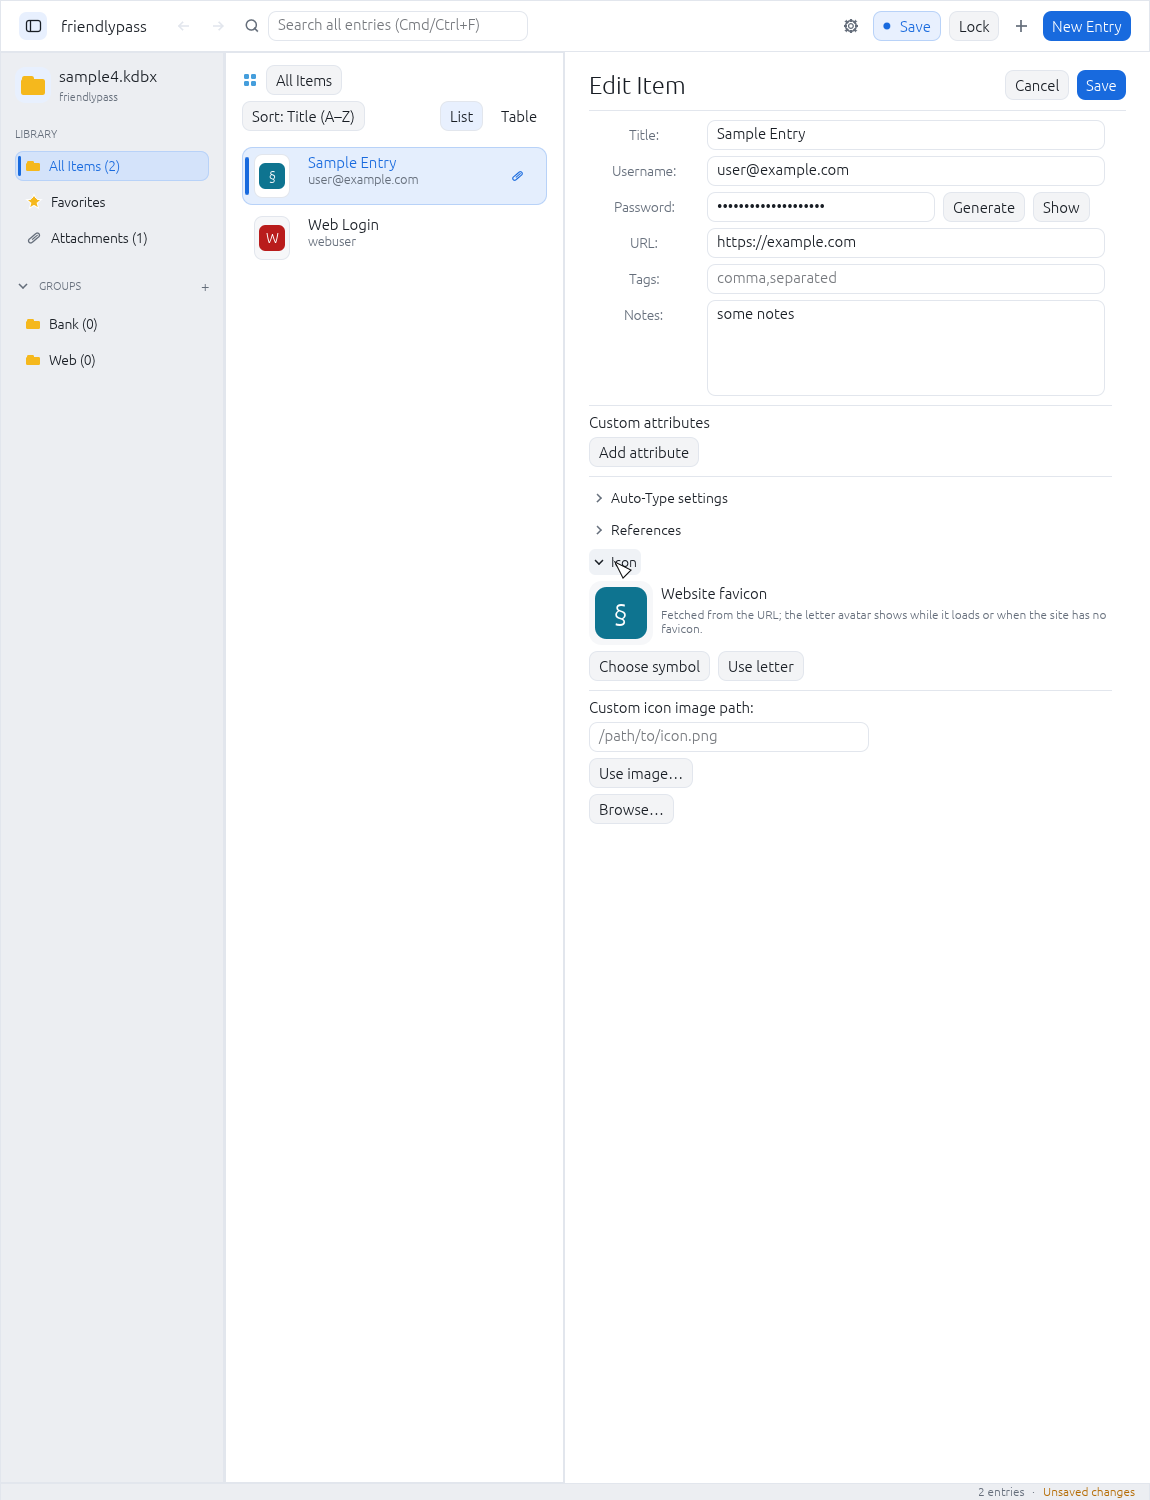 friendlypass
Search all entries (Cmd/Ctrl+F)
Save
Lock
New Entry
sample4.kdbx
friendlypass
LIBRARY
All Items (2)
Favorites
Attachments (1)
GROUPS
+
Bank (0)
Web (0)
All Items
Sort: Title (A–Z)
List
Table
§
Sample Entry
user@example.com
W
Web Login
webuser
Edit Item
Cancel
Save
Title:
Sample Entry
Username:
user@example.com
Password:
••••••••••••••••••••
Generate
Show
URL:
https://example.com
Tags:
comma,separated
Notes:
some notes
Custom attributes
Add attribute
Auto-Type settings
References
Icon
§
Website favicon
Fetched from the URL; the letter avatar shows while it loads or when the site has no
favicon.
Choose symbol
Use letter
Custom icon image path:
/path/to/icon.png
Use image…
Browse…
2 entries · Unsaved changes